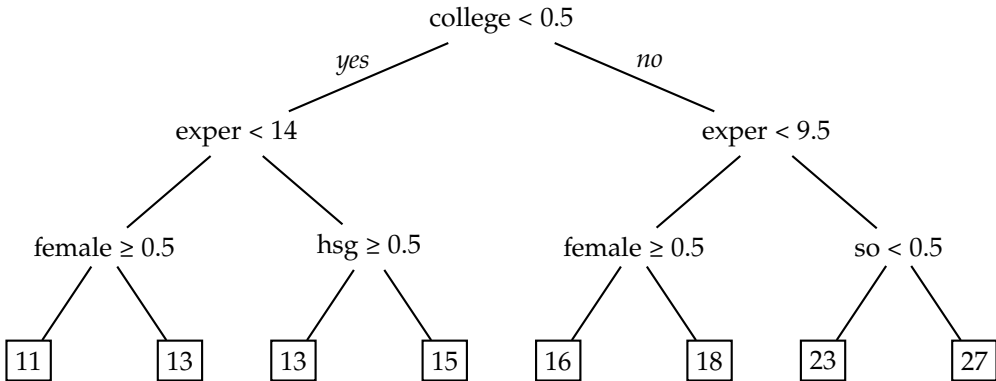 college < 0.5
yes no
exper < 14 exper < 9.5
female ≥ 0.5 hsg ≥ 0.5 female ≥ 0.5 so < 0.5
11 13 13 15 16 18 23 27